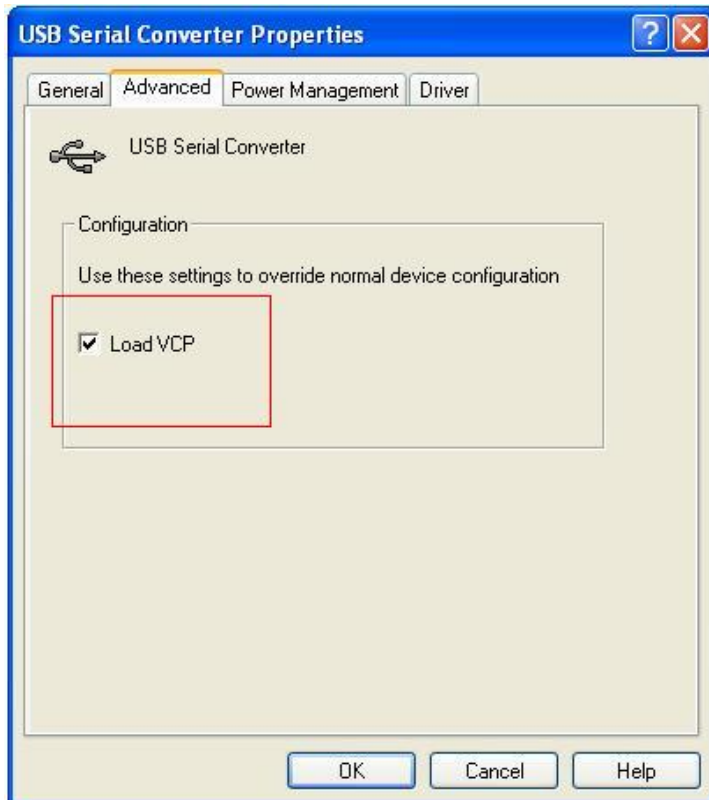 USB Serial Converter Properties
General Advanced Power Management Driver
USB Serial Converter
Configuration
Use these settings to override normal device configuration
Load VCP
OK Cancel Help